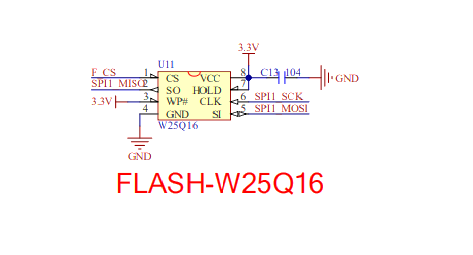 3.3V
U11
F_CS 1 CS VCC 8 C13 104 GND
SPI1_MISO 2 SO HOLD 7
3.3V 3 WP# CLK 6 SPI1_SCK
4 GND SI 5 SPI1_MOSI
W25Q16
GND
FLASH-W25Q16